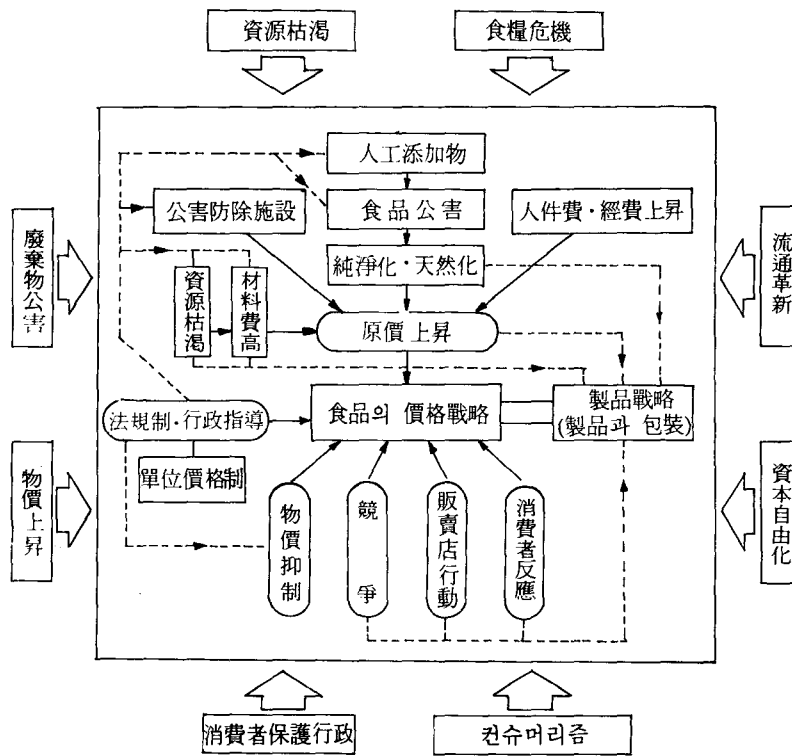 資源枯渴
食糧危機
人工添加物
公害防除施設
食品公害
人件費·經費上昇
廢棄物公害
純淨化·天然化
流通革新
資源枯渴
材料費高
原價上昇
法規制·行政指導
食品의 價格戰略
製品戰略
(製品과 包裝)
單位價格制
物價上昇
物價抑制
競爭
販賣店行動
消費者反應
資本自由化
消費者保護行政
컨슈머리즘